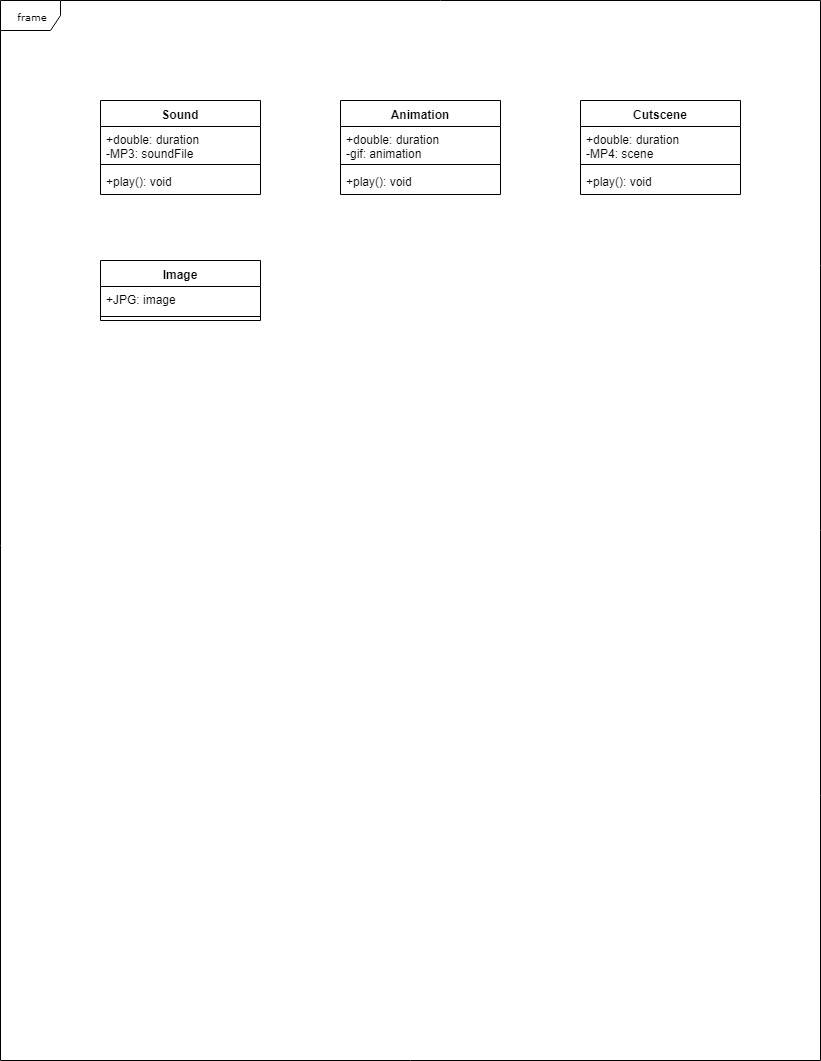 frame
Sound
+double: duration
-MP3: soundFile
+play(): void
Animation
+double: duration
-gif: animation
+play(): void
Cutscene
+double: duration
-MP4: scene
+play(): void
Image
+JPG: image